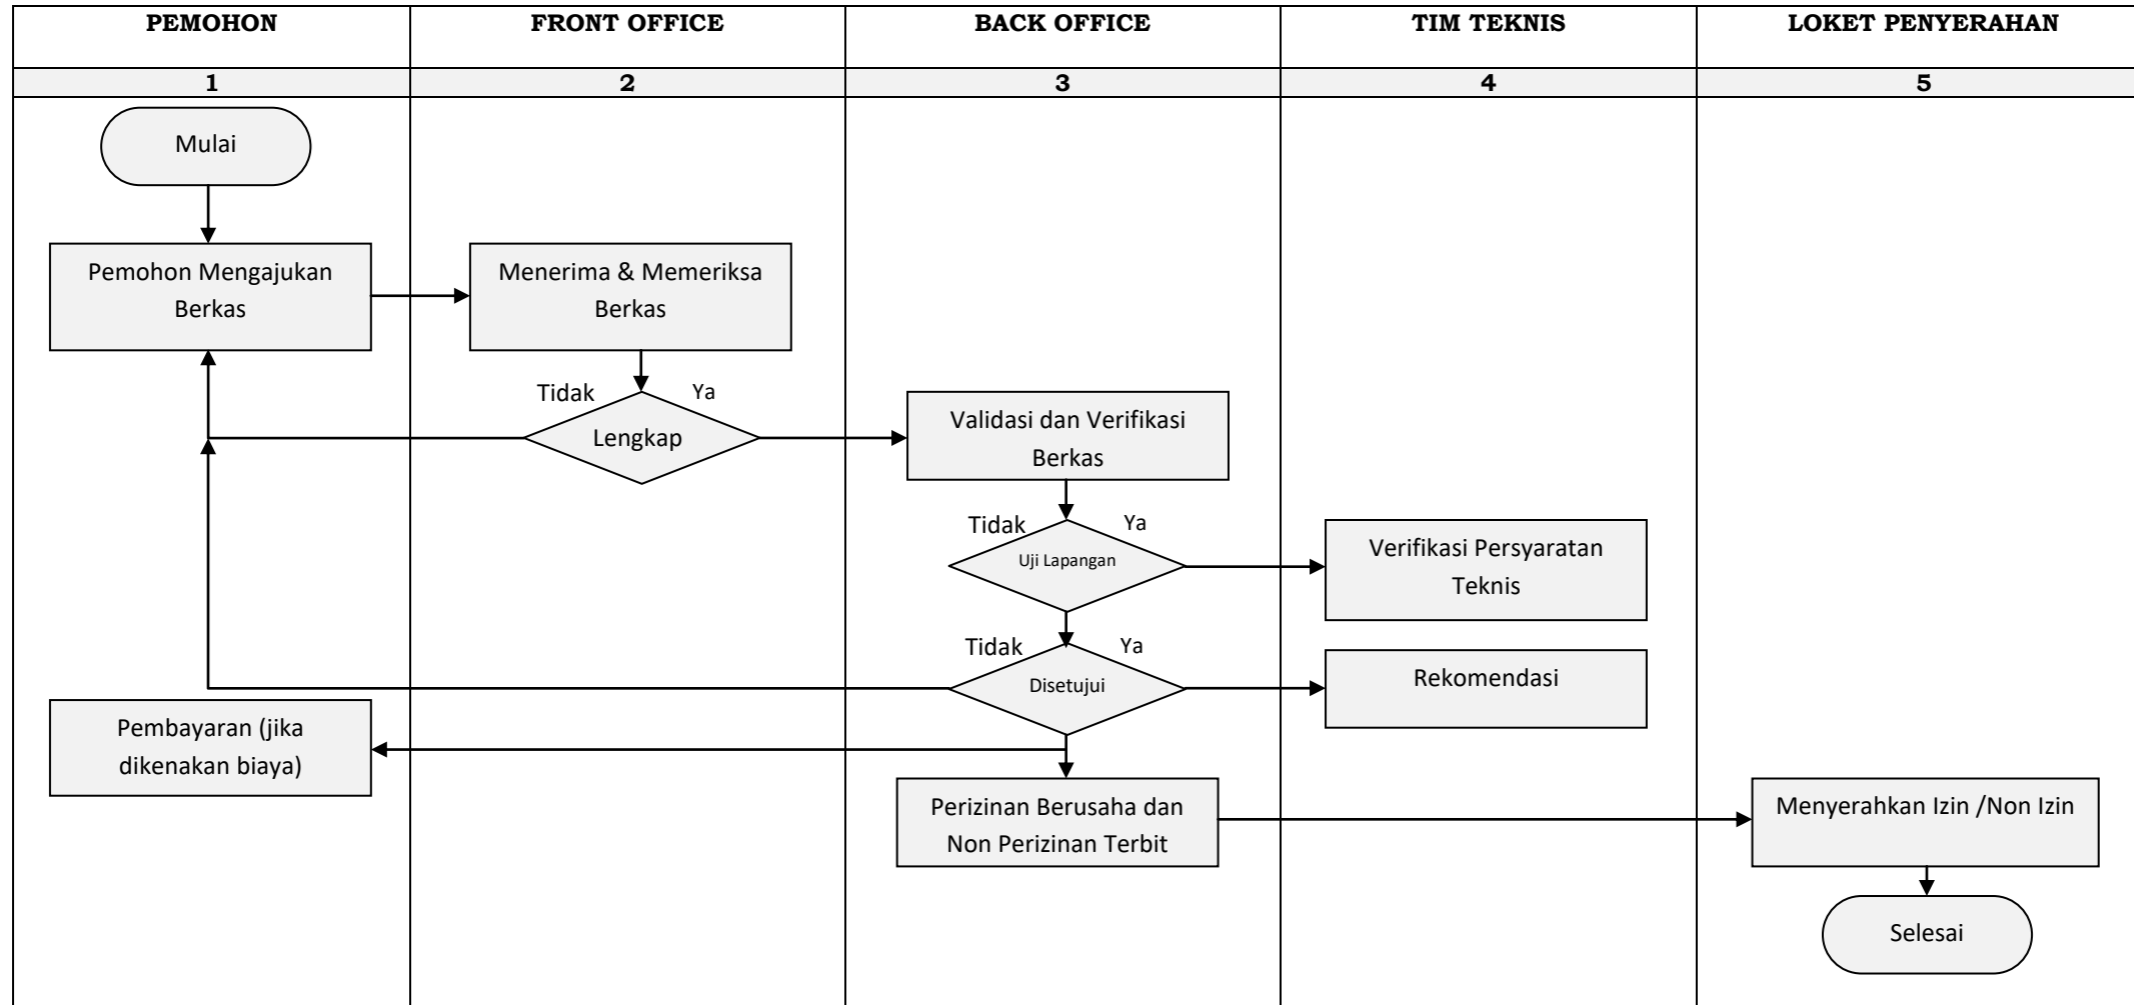 PEMOHON
FRONT OFFICE
BACK OFFICE
TIM TEKNIS
LOKET PENYERAHAN
1
2
3
4
5
Mulai
Pemohon Mengajukan
Berkas
Menerima & Memeriksa
Berkas
Tidak
Ya
Lengkap
Validasi dan Verifikasi
Berkas
Tidak
Ya
Uji Lapangan
Verifikasi Persyaratan
Teknis
Tidak
Ya
Disetujui
Rekomendasi
Pembayaran (jika
dikenakan biaya)
Perizinan Berusaha dan
Non Perizinan Terbit
Menyerahkan Izin /Non Izin
Selesai